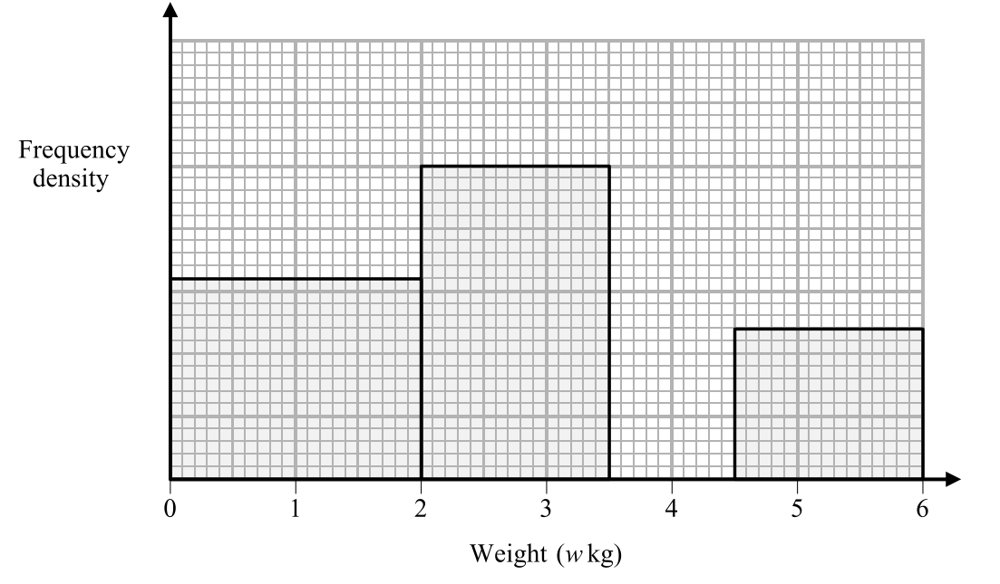 Frequency
density
0 1 2 3 4 5 6
Weight (w kg)